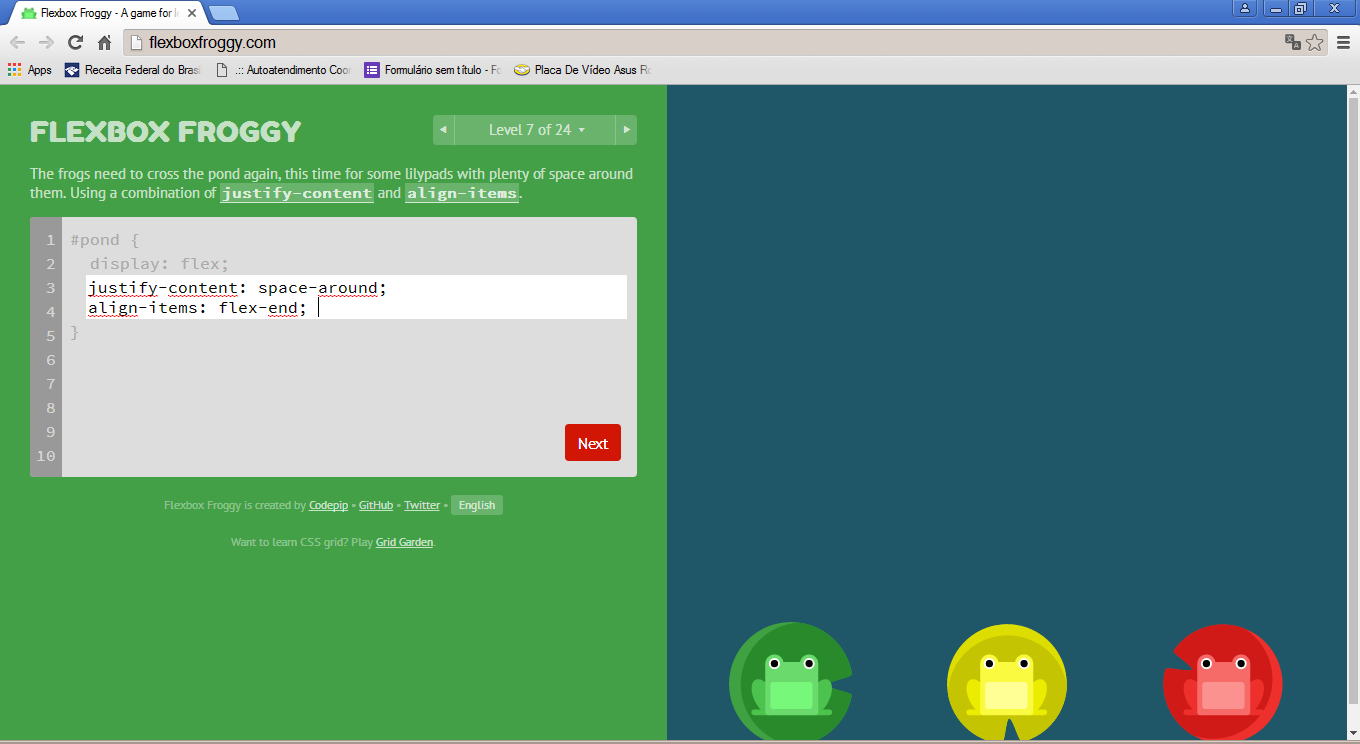 Flexbox Froggy - A game for l
flexboxfroggy.com
Apps
Receita Federal do Brasi
.:: Autoatendimento Coor
Formulário sem título - Fo
Placa De Vídeo Asus Ro
FLEXBOX FROGGY
Level 7 of 24
The frogs need to cross the pond again, this time for some lilypads with plenty of space around
them. Using a combination of justify-content and align-items.
1 #pond {
2 display: flex;
3 justify-content: space-around;
4 align-items: flex-end;
5 }
6
7
8
9
10
Next
Flexbox Froggy is created by Codepip • GitHub • Twitter • English
Want to learn CSS grid? Play Grid Garden.